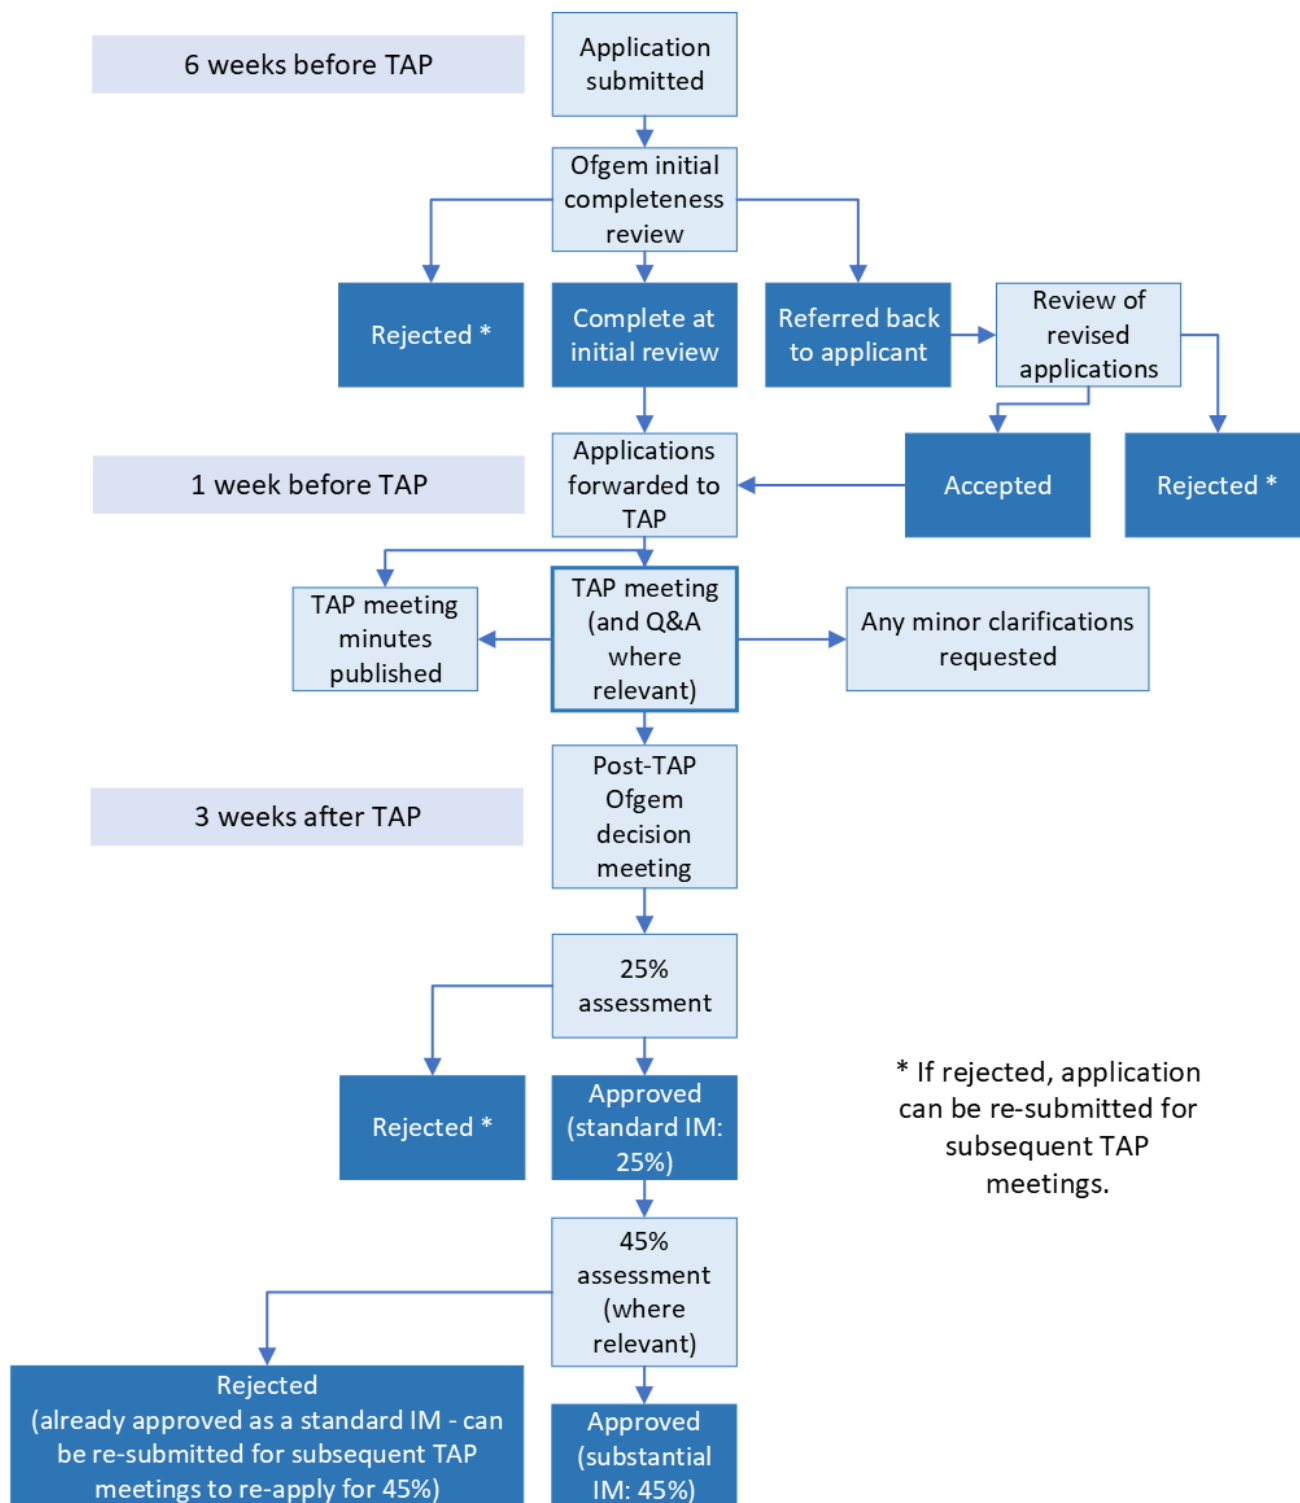 6 weeks before TAP
Application
submitted
Ofgem initial
completeness
review
Rejected *
Complete at
initial review
Referred back
to applicant
Review of
revised
applications
1 week before TAP
Applications
forwarded to
TAP
Accepted
Rejected *
TAP meeting
minutes
published
TAP meeting
(and Q&A
where
relevant)
Any minor clarifications
requested
3 weeks after TAP
Post-TAP
Ofgem
decision
meeting
25%
assessment
Rejected *
Approved
(standard IM:
25%)
* If rejected, application
can be re-submitted for
subsequent TAP
meetings.
45%
assessment
(where
relevant)
Rejected
(already approved as a standard IM - can
be re-submitted for subsequent TAP
meetings to re-apply for 45%)
Approved
(substantial
IM: 45%)